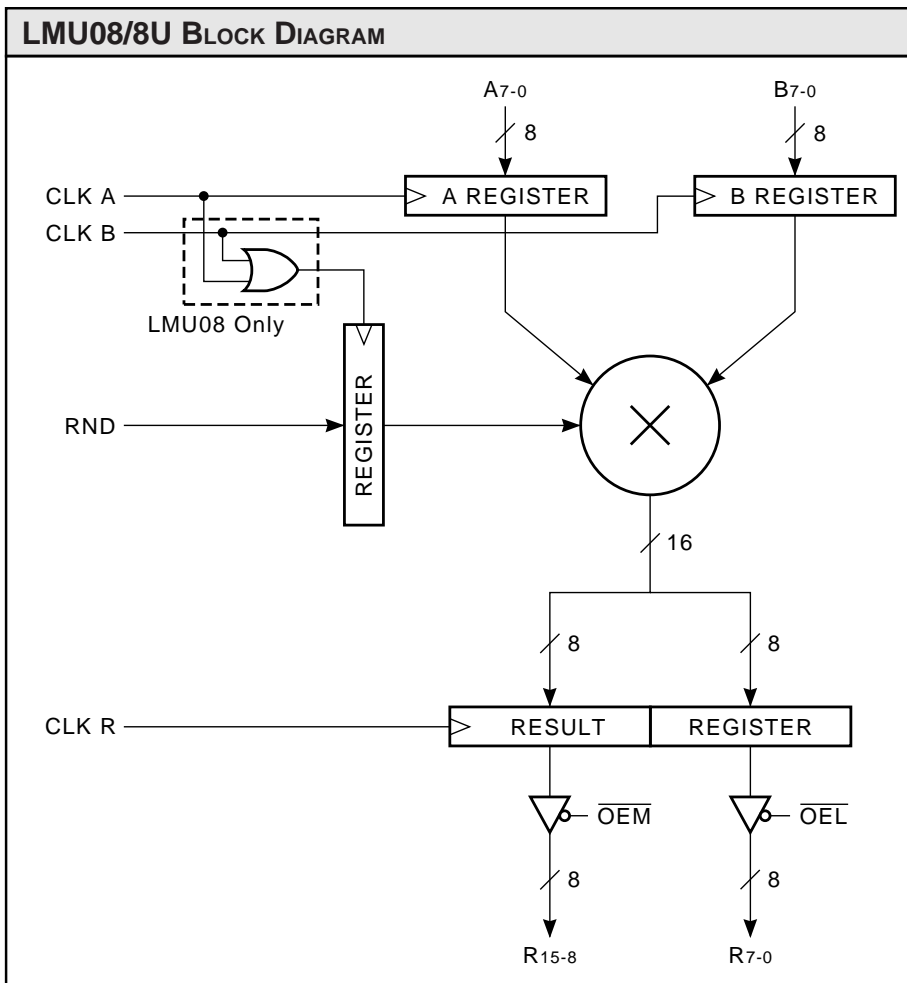 LMU08/8U BLOCK DIAGRAM
A7-0
B7-0
8
8
CLK A
A REGISTER
B REGISTER
CLK B
LMU08 Only
RND
REGISTER
16
8
8
CLK R
RESULT
REGISTER
OEM
OEL
8
8
R15-8
R7-0